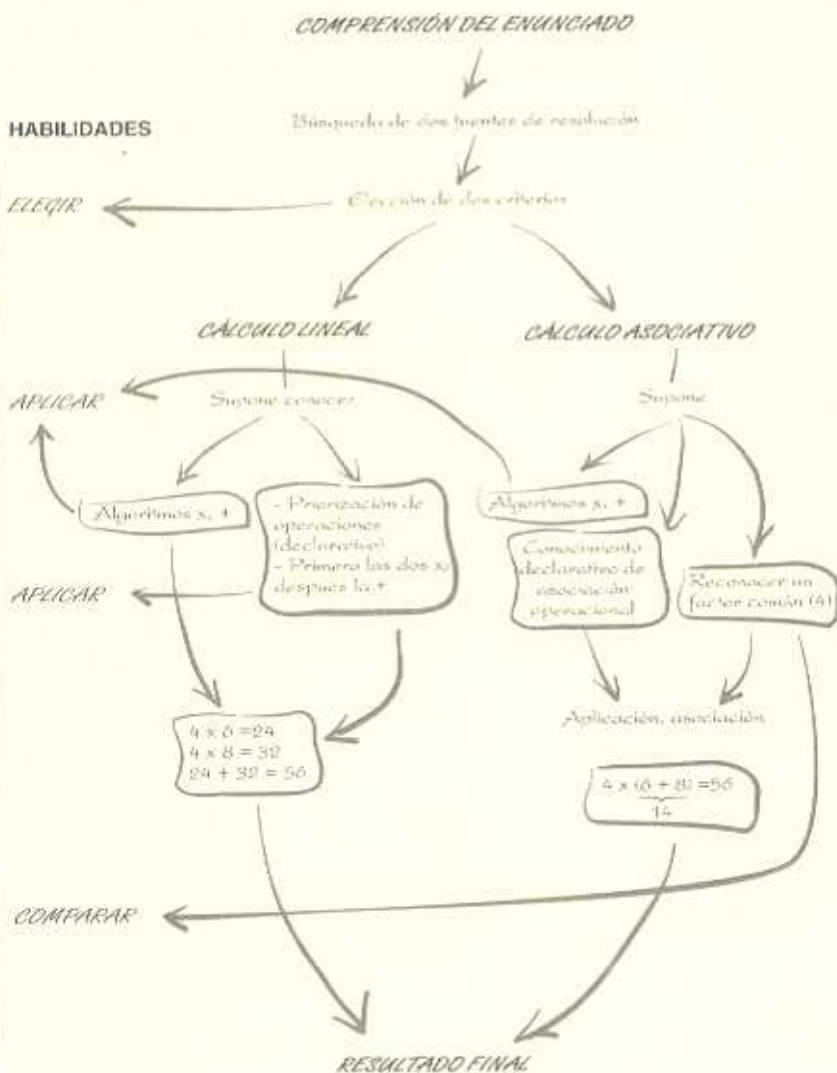 COMPRENSIÓN DEL ENUNCIADO
HABILIDADES
Búsqueda de dos fuentes de resolución
ELEGIR
Elección de dos criterios
CÁLCULO LINEAL
CÁLCULO ASOCIATIVO
APLICAR
Supone conocer
Supone
Algoritmos x, +
- Priorización de
operaciones
(declarativo)
- Primero las dos x,
despues la +
Algoritmos x, +
Conocimiento
declarativo de
asociación
operacional
Reconocer un
factor común (4)
APLICAR
Aplicación, asociación
4 x 6 = 24
4 x 8 = 32
24 + 32 = 56
4 x (6 + 8) = 56
14
COMPARAR
RESULTADO FINAL